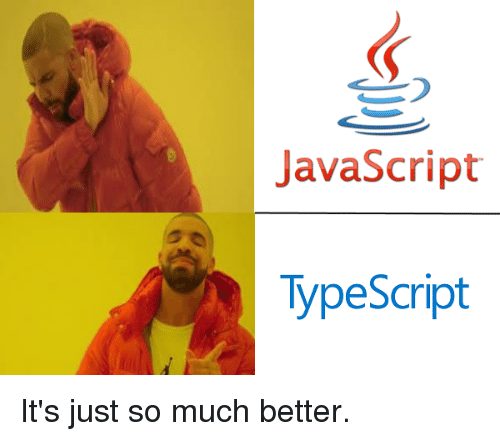 JavaScript
TypeScript
It's just so much better.